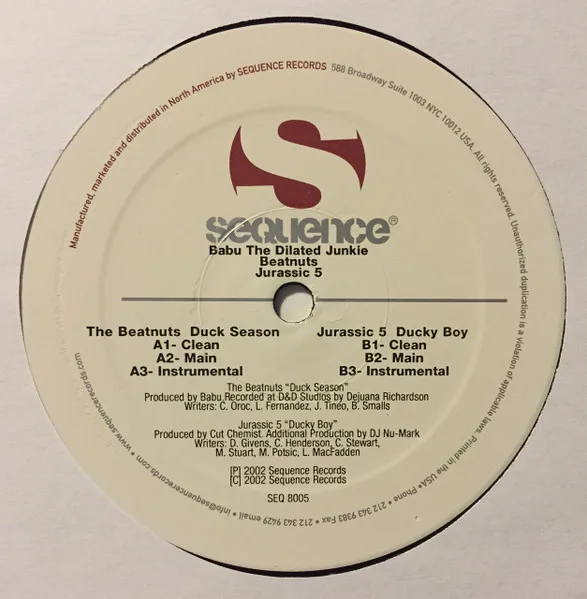 Manufactured, marketed and distributed in North America by SEQUENCE RECORDS 588 Broadway Suite 1003 NYC 10012 USA. All rights reserved. Unauthorized duplication is a violation of applicable laws. Printed in the USA • Phone • 212 343 9383 Fax • 212 343 9429 email • info@sequencerecords.com • www.sequencerecords.com
S
sequence®
Babu The Dilated Junkie
Beatnuts
Jurassic 5
The Beatnuts Duck Season
A1- Clean
A2- Main
A3- Instrumental
Jurassic 5 Ducky Boy
B1- Clean
B2- Main
B3- Instrumental
The Beatnuts "Duck Season"
Produced by Babu.Recorded at D&D Studios by Dejuana Richardson
Writers: C. Oroc, L. Fernandez, J. Tineo, B. Smalls
Jurassic 5 "Ducky Boy"
Produced by Cut Chemist. Additional Production by DJ Nu-Mark
Writers: D. Givens, C. Henderson, C. Stewart,
M. Stuart, M. Potsic, L. MacFadden
[P] 2002 Sequence Records
[C] 2002 Sequence Records
SEQ 8005